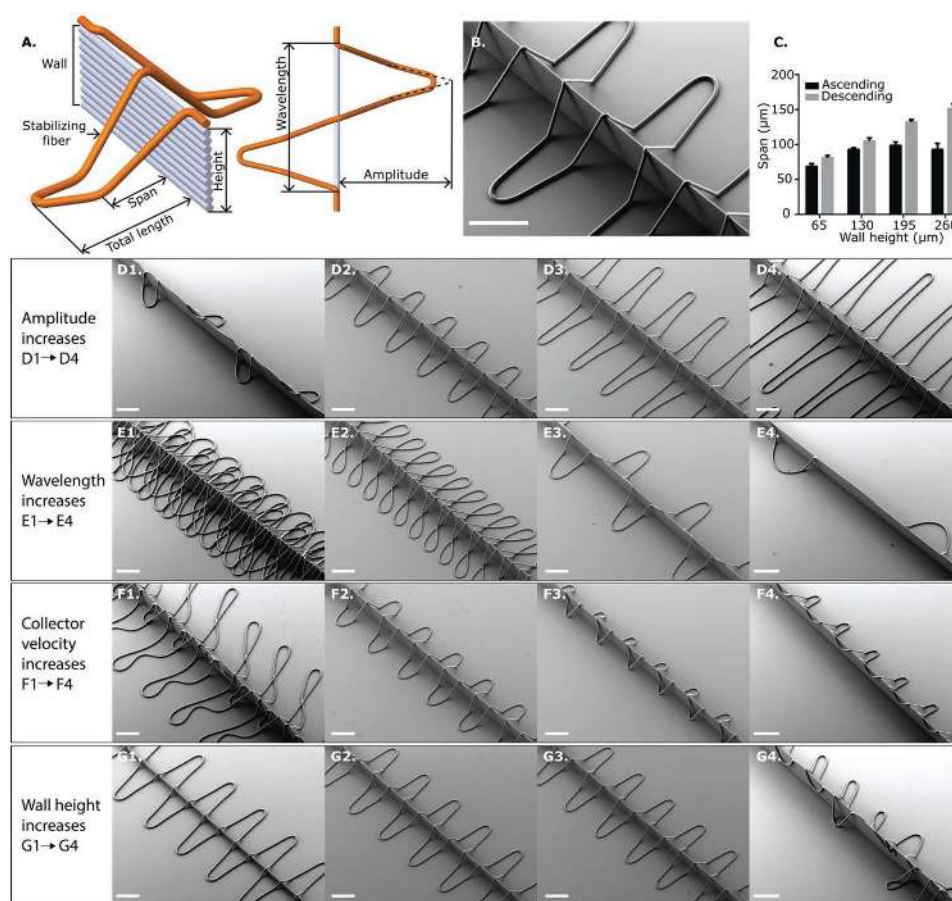 A.
Wall
Stabilizing
fiber
Height
Span
Total length
Wavelength
Amplitude
B.
C.
Ascending
Descending
Span (µm)
200
150
100
50
0
65 130 195 260
Wall height (µm)
Amplitude
increases
D1→D4
D1. D2. D3. D4.
Wavelength
increases
E1→E4
E1. E2. E3. E4.
Collector
velocity
increases
F1→F4
F1. F2. F3. F4.
Wall height
increases
G1→G4
G1. G2. G3. G4.